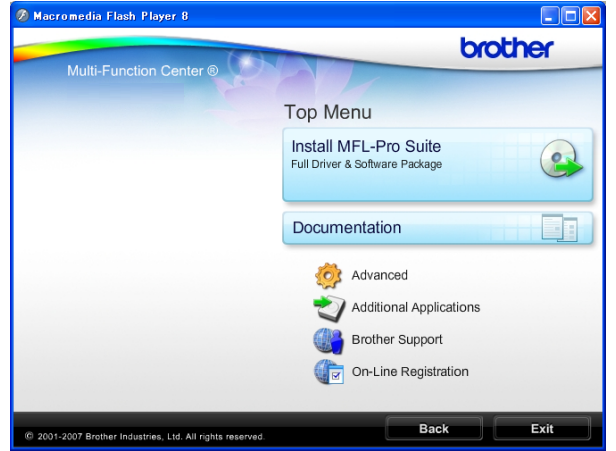 Macromedia Flash Player 8
brother
Multi-Function Center ®
Top Menu
Install MFL-Pro Suite
Full Driver & Software Package
Documentation
Advanced
Additional Applications
Brother Support
On-Line Registration
Back Exit
© 2001-2007 Brother Industries, Ltd. All rights reserved.